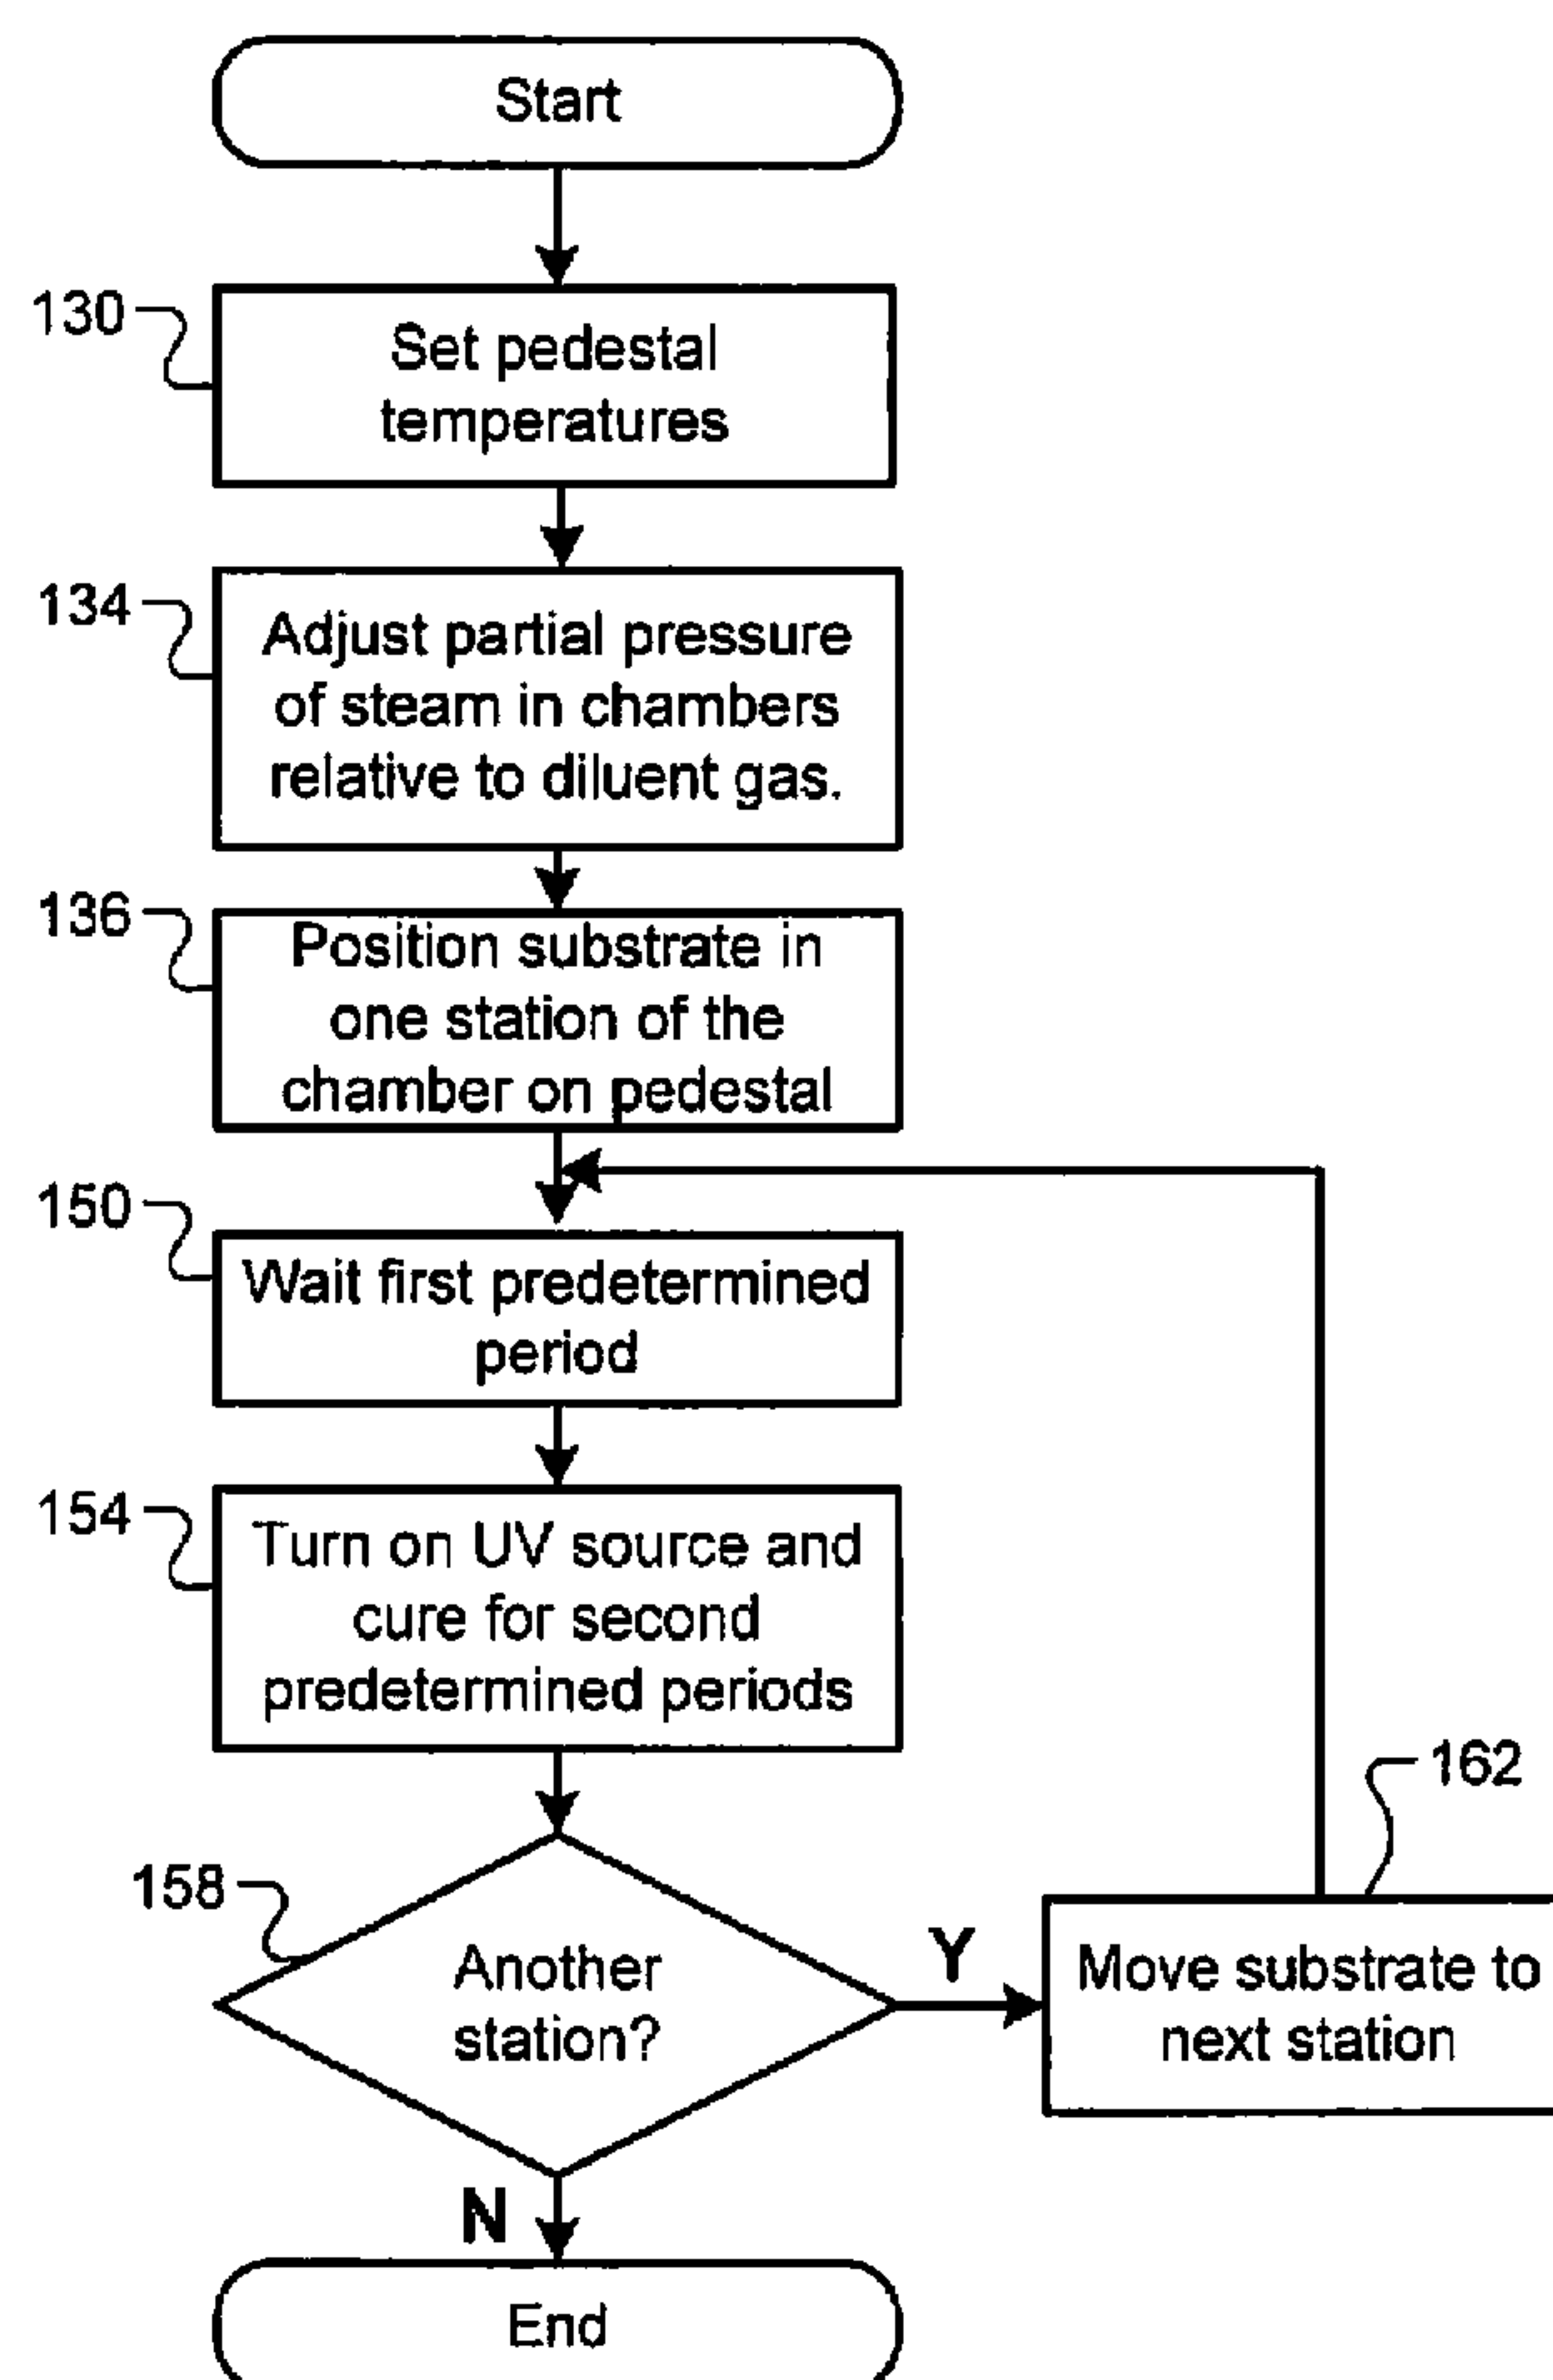 Start
130
Set pedestal
temperatures
134
Adjust partial pressure
of steam in chambers
relative to diluent gas.
136
Position substrate in
one station of the
chamber on pedestal
150
Wait first predetermined
period
154
Turn on UV source and
cure for second
predetermined periods
158
Another
station?
Y
162
Move substrate to
next station
N
End